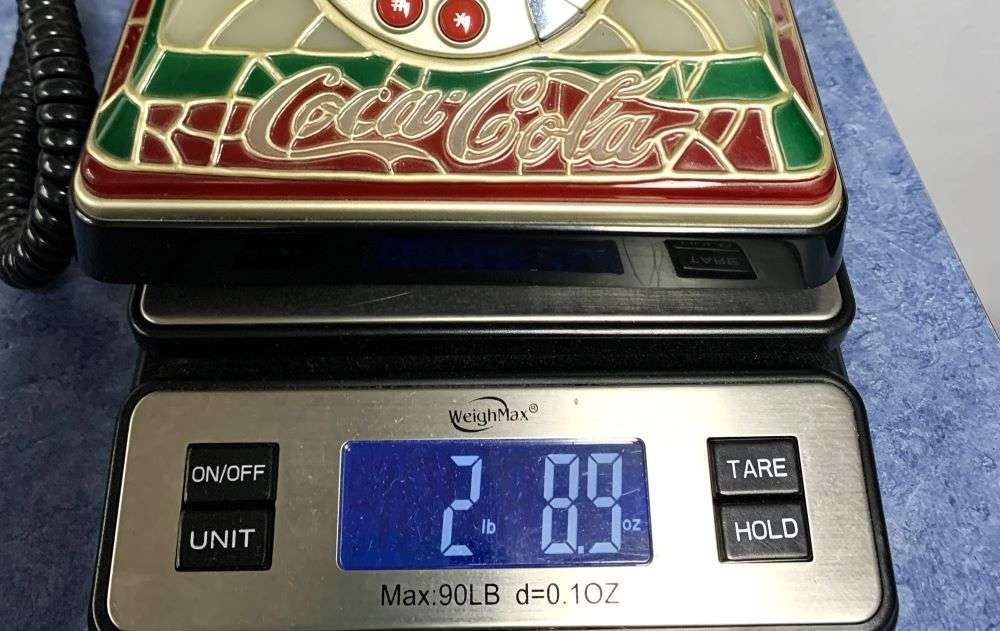 # *
Coca-Cola
WeighMax®
ON/OFF
UNIT
2 lb 8.9 oz
TARE
HOLD
Max:90LB d=0.1OZ